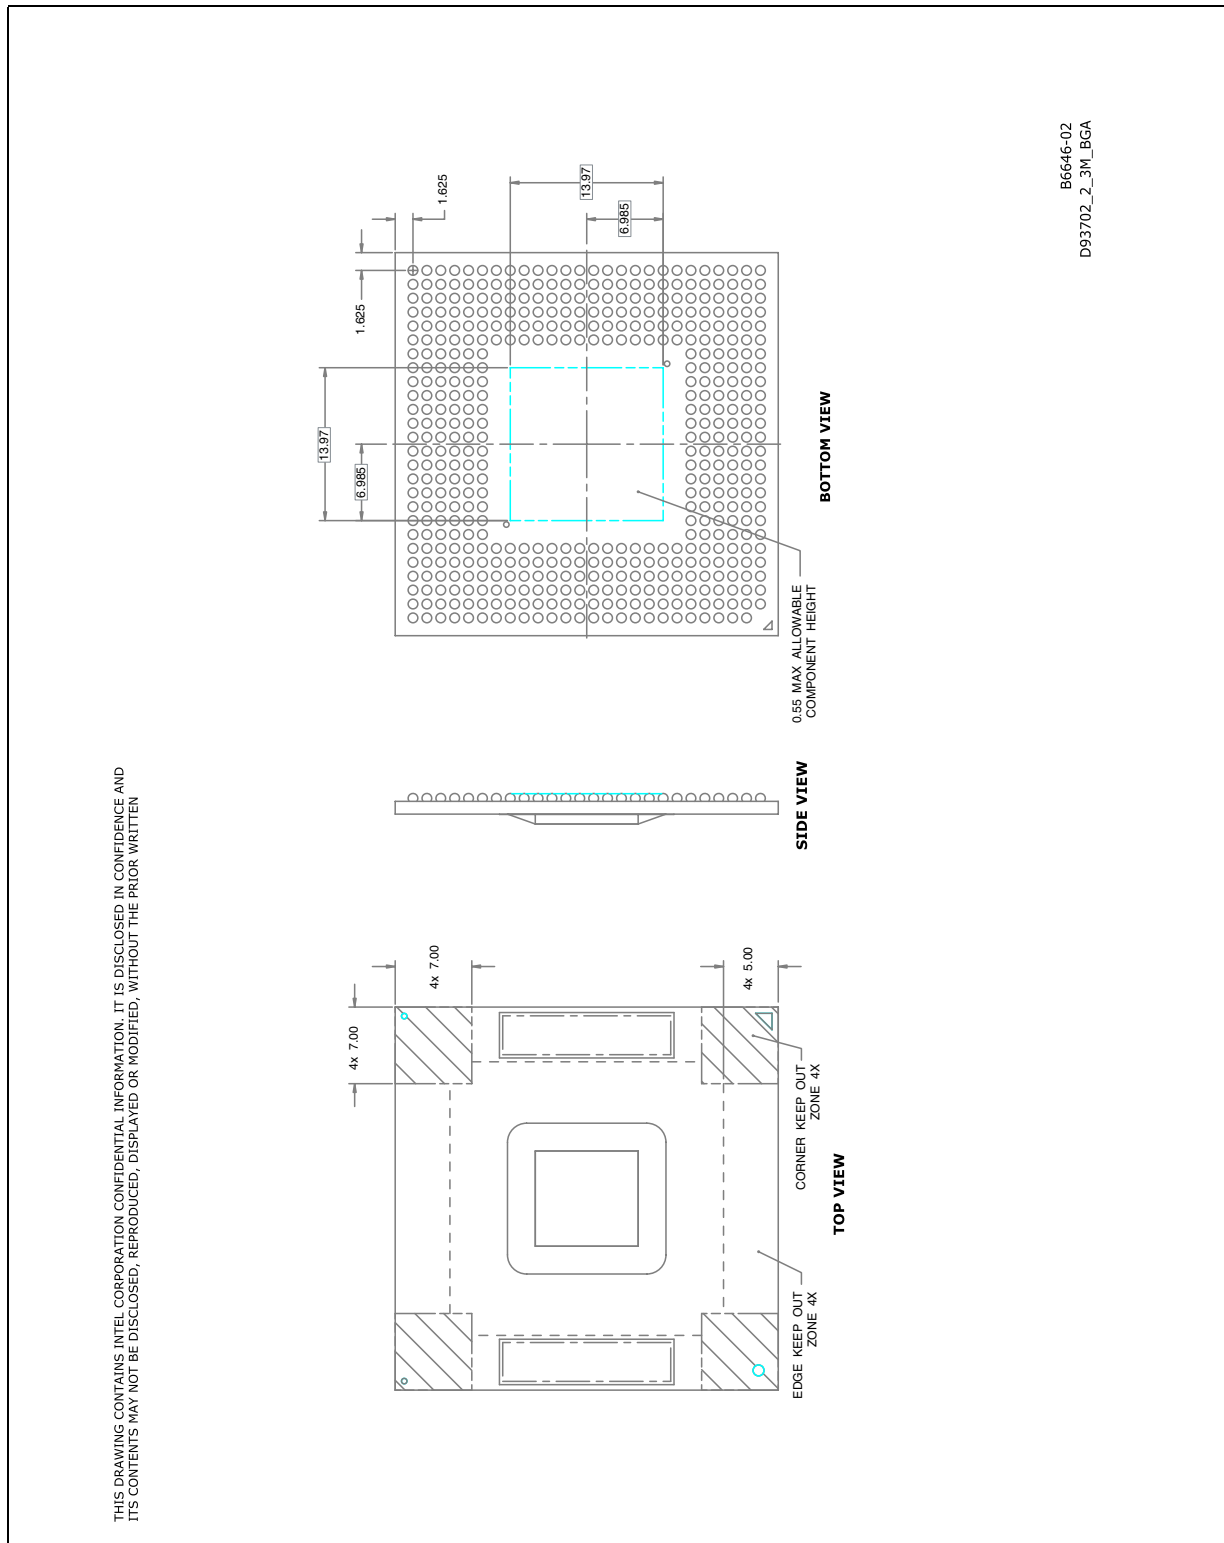 THIS DRAWING CONTAINS INTEL CORPORATION CONFIDENTIAL INFORMATION. IT IS DISCLOSED IN CONFIDENCE AND
ITS CONTENTS MAY NOT BE DISCLOSED, REPRODUCED, DISPLAYED OR MODIFIED, WITHOUT THE PRIOR WRITTEN
4x 7.00
4x 7.00
4x 5.00
EDGE KEEP OUT
ZONE 4X
CORNER KEEP OUT
ZONE 4X
TOP VIEW
SIDE VIEW
13.97
6.985
1.625
1.625
13.97
6.985
0.55 MAX ALLOWABLE
COMPONENT HEIGHT
BOTTOM VIEW
B6646-02
D93702_2_3M_BGA